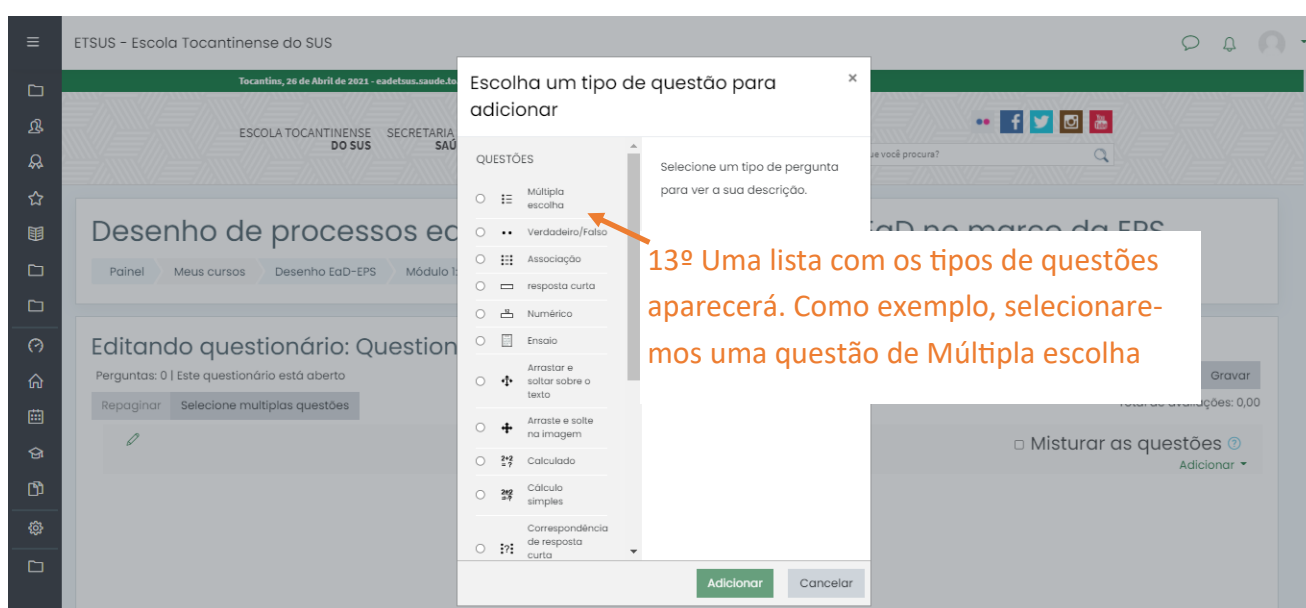 ETSUS - Escola Tocantinense do SUS
Tocantins, 26 de Abril de 2021 - eadetsus.saude.to
ESCOLA TOCANTINENSE
DO SUS
SECRETARIA
SAÚ
ue você procura?
Desenho de processos ed
EaD no marco da EPS
Painel
Meus cursos
Desenho EaD-EPS
Módulo 1:
Editando questionário: Question
Perguntas: 0 | Este questionário está aberto
Repaginar
Selecione multiplas questões
Gravar
Total de avaliações: 0,00
Misturar as questões
Adicionar
Escolha um tipo de questão para
adicionar
×
QUESTÕES
Múltipla
escolha
Verdadeiro/Falso
Associação
resposta curta
Numérico
Ensaio
Arrastar e
soltar sobre o
texto
Arraste e solte
na imagem
Calculado
Cálculo
simples
Correspondência
de resposta
curta
Selecione um tipo de pergunta
para ver a sua descrição.
Adicionar
Cancelar
13º Uma lista com os tipos de questões
aparecerá. Como exemplo, selecionare-
mos uma questão de Múltipla escolha